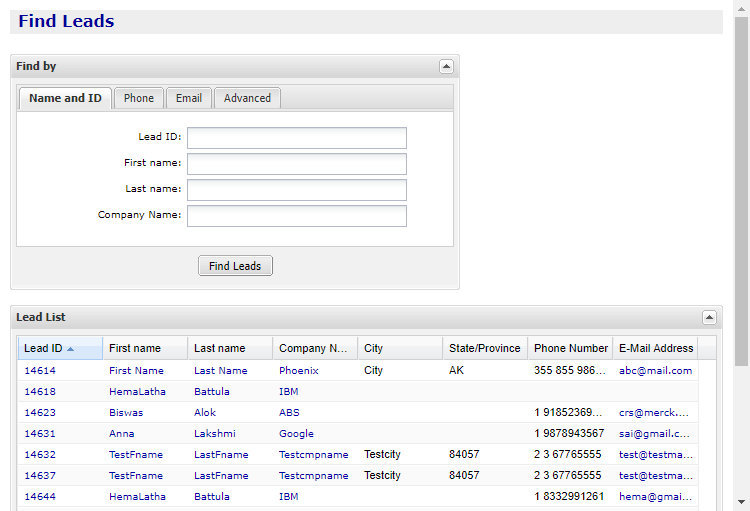 Find Leads
Find by
Name and ID Phone Email Advanced
Lead ID:
First name:
Last name:
Company Name:
Find Leads
Lead List
Lead ID First name Last name Company N... City State/Province Phone Number E-Mail Address
14614 First Name Last Name Phoenix City AK 355 855 986... abc@mail.com
14618 HemaLatha Battula IBM
14623 Biswas Alok ABS 1 91852369... crs@merck....
14631 Anna Lakshmi Google 1 9878943567 sai@gmail.c...
14632 TestFname LastFname Testcmpname Testcity 84057 2 3 67765555 test@testma...
14637 TestFname LastFname Testcmpname Testcity 84057 2 3 67765555 test@testma...
14644 HemaLatha Battula IBM 1 8332991261 hema@gmai...